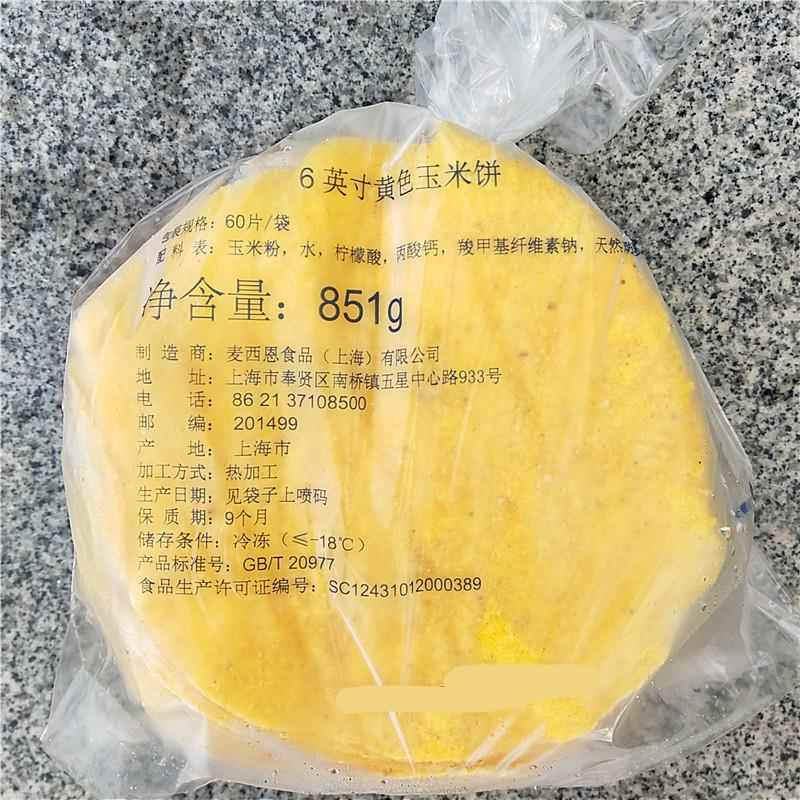 6英寸黄色玉米饼
包装规格：60片/袋
配料表：玉米粉，水，柠檬酸，丙酸钙，羧甲基纤维素钠，天然
净含量：851g
制造商：麦西恩食品（上海）有限公司
地址：上海市奉贤区南桥镇五星中心路933号
电话：86 21 37108500
邮编：201499
产地：上海市
加工方式：热加工
生产日期：见袋子上喷码
保质期：9个月
储存条件：冷冻（≤-18℃）
产品标准号：GB/T 20977
食品生产许可证编号：SC12431012000389